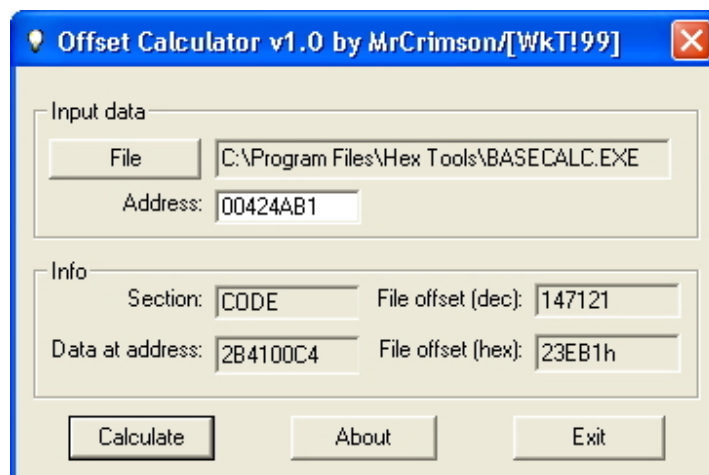 Offset Calculator v1.0 by MrCrimson/[WkT!99]
Input data
File C:\Program Files\Hex Tools\BASECALC.EXE
Address: 00424AB1
Info
Section: CODE File offset (dec): 147121
Data at address: 2B4100C4 File offset (hex): 23EB1h
Calculate About Exit